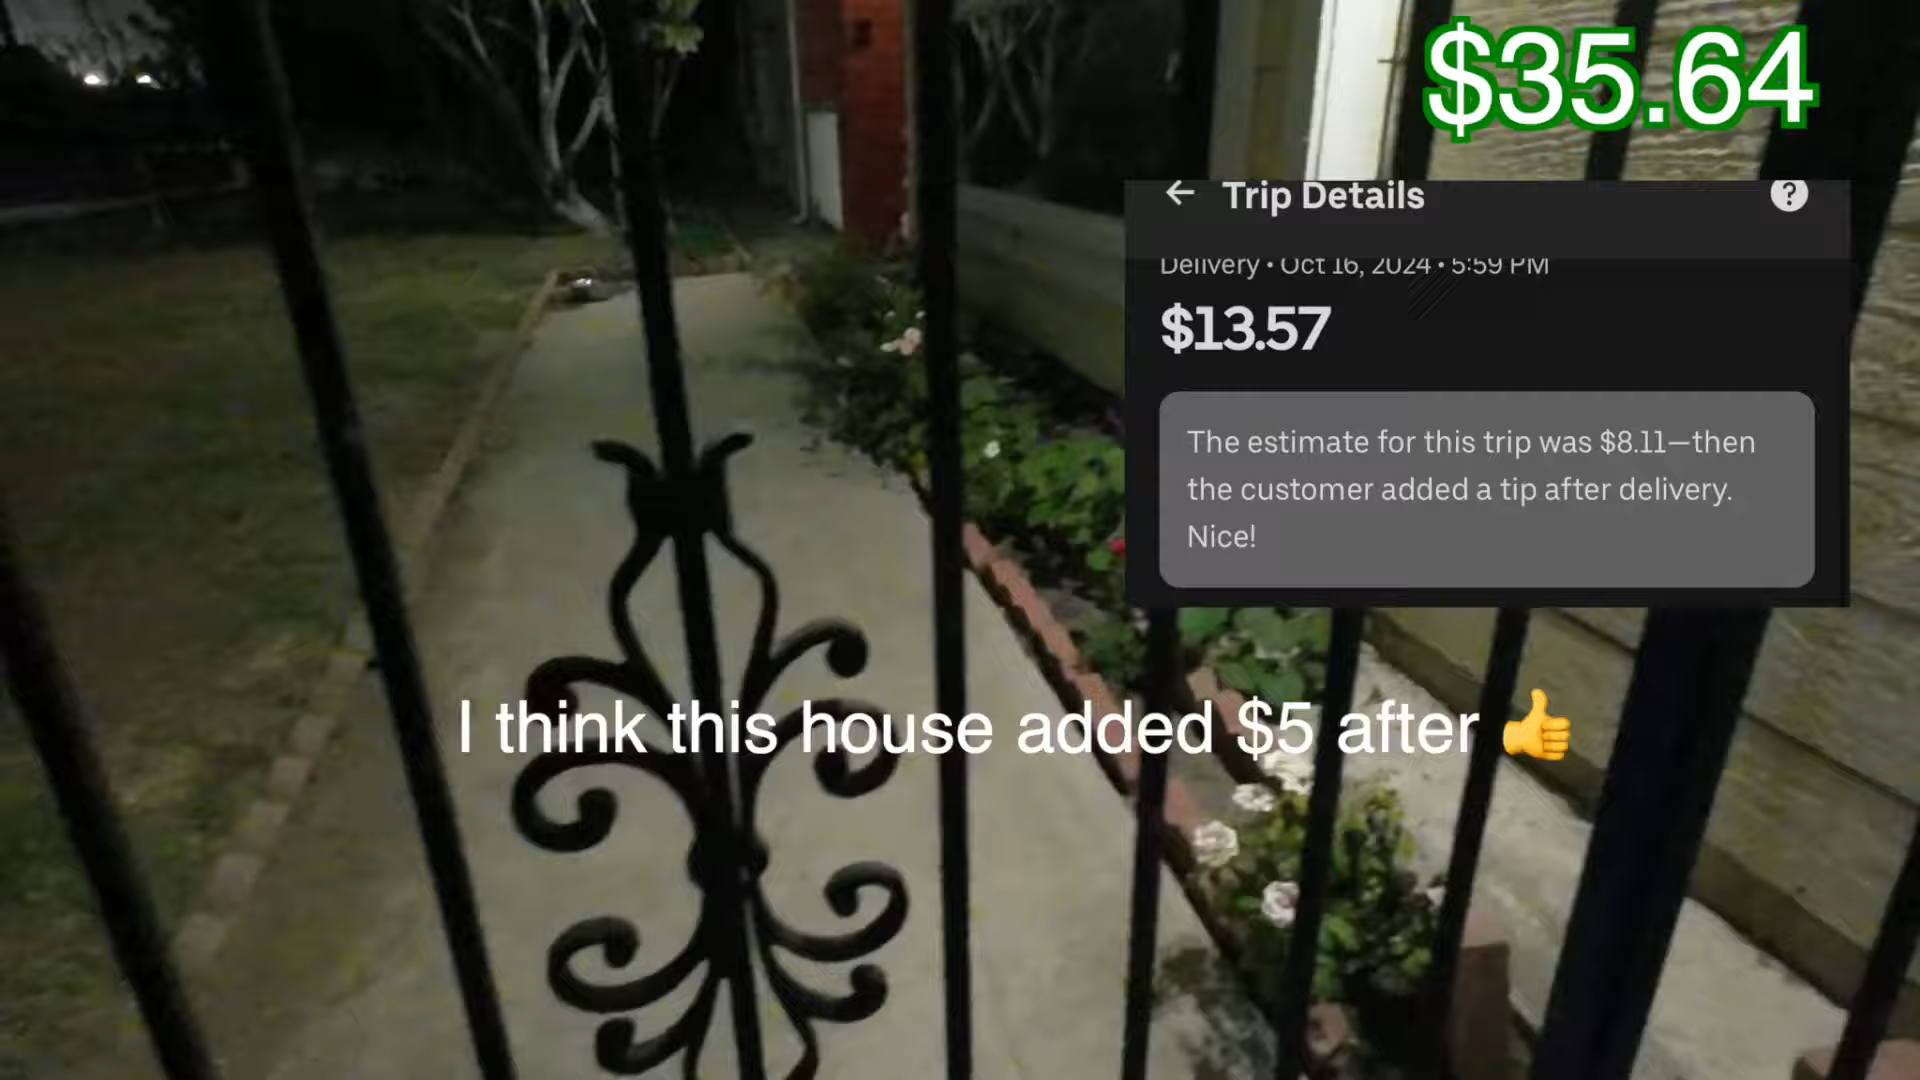 $35.64
← Trip Details ?
Delivery • Oct 16, 2024 • 5:59 PM
$13.57
The estimate for this trip was $8.11—then
the customer added a tip after delivery.
Nice!
I think this house added $5 after 👍